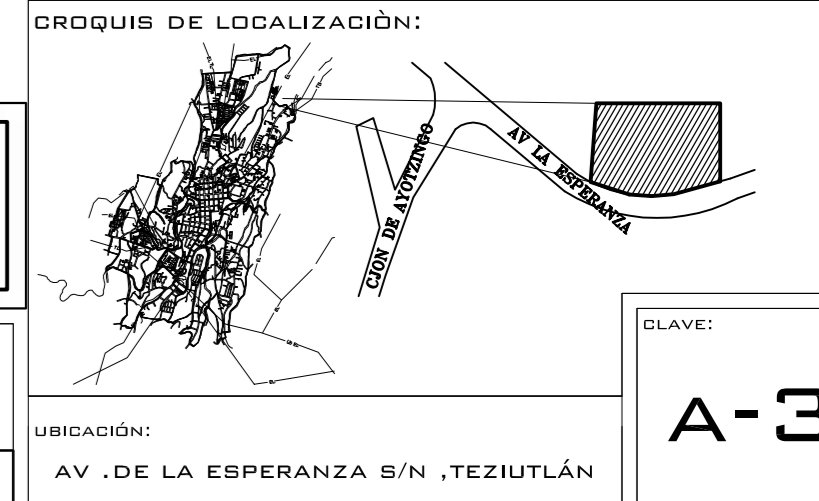 CROQUIS DE LOCALIZACIÒN:
CJON DE AYOTZINGO
AV LA ESPERANZA
CLAVE:
A-3
UBICACIÓN:
AV .DE LA ESPERANZA S/N ,TEZIUTLÁN